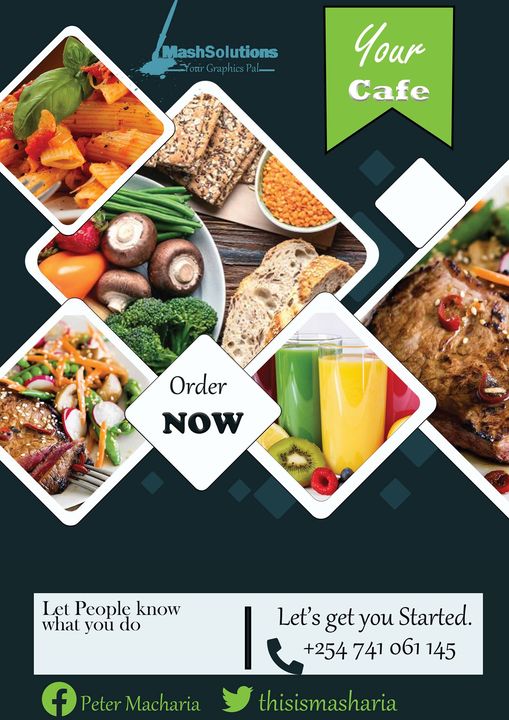 MashSolutions
Your Graphics Pal
Your
Cafe
Order
NOW
Let People know
what you do
Let's get you Started.
+254 741 061 145
Peter Macharia
thisismasharia